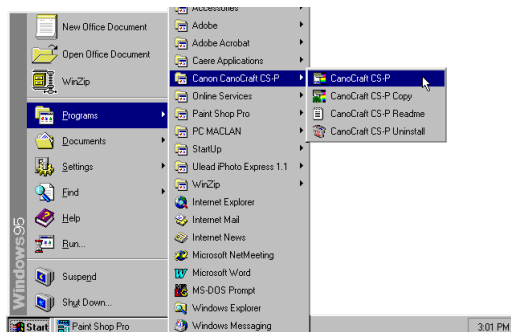 New Office Document
Open Office Document
WinZip
Programs
Documents
Settings
Find
Help
Run...
Suspend
Shut Down...
Windows95
Accessories
Adobe
Adobe Acrobat
Caere Applications
Canon CanoCraft CS-P
Online Services
Paint Shop Pro
PC MACLAN
StartUp
Ulead iPhoto Express 1.1
WinZip
Internet Explorer
Internet Mail
Internet News
Microsoft NetMeeting
Microsoft Word
MS-DOS Prompt
Windows Explorer
Windows Messaging
CanoCraft CS-P
CanoCraft CS-P Copy
CanoCraft CS-P Readme
CanoCraft CS-P Uninstall
Start
Paint Shop Pro
3:01 PM